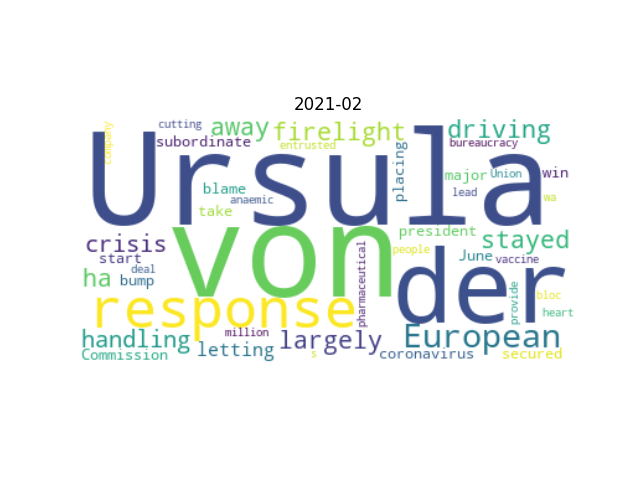 2021-02
company
cutting
away
firelight
driving
subordinate
entrusted
bureaucracy
Ursula
placing
blame
anaemic
take
major
Union
win
lead
wa
von
der
crisis
start
ha
deal
bump
president
people
stayed
June
vaccine
response
pharmaceutical
provide
bloc
heart
handling
million
largely
European
Commission
letting
s
coronavirus
secured